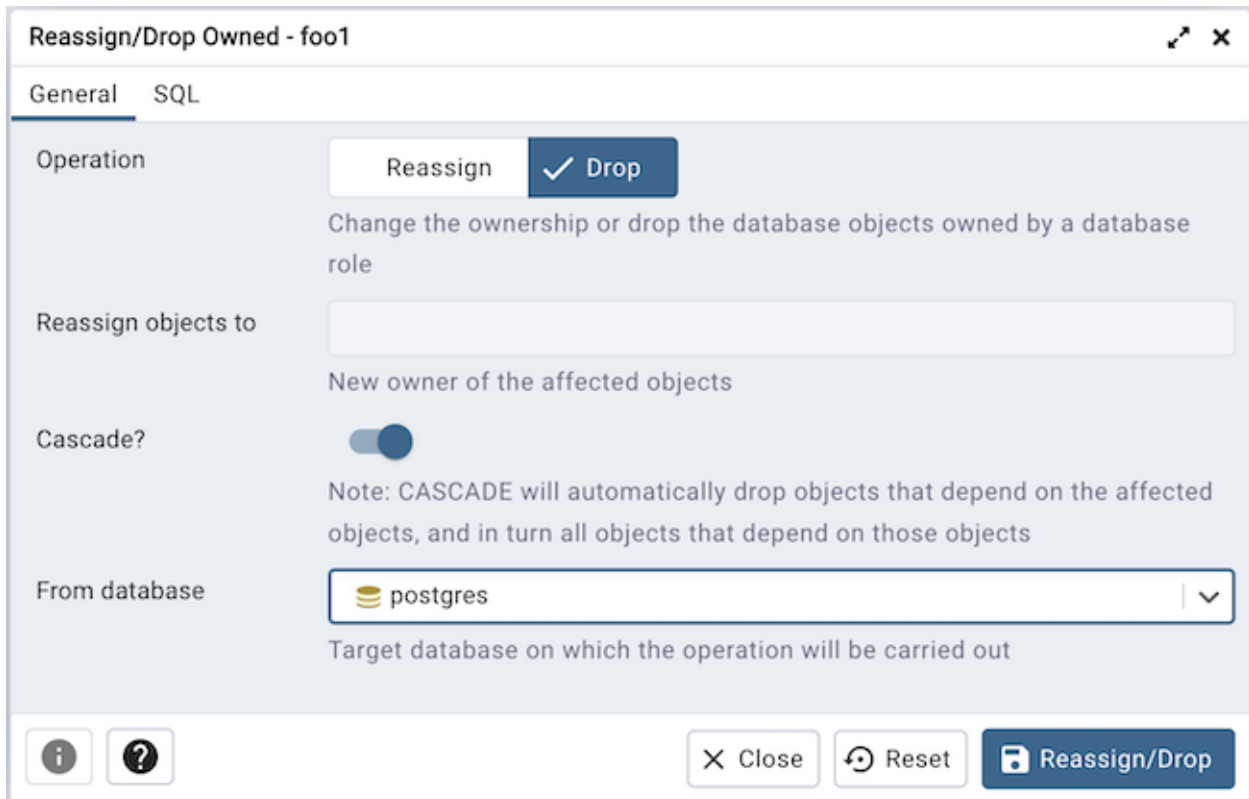 Reassign/Drop Owned - foo1
General SQL
Operation
Reassign Drop
Change the ownership or drop the database objects owned by a database
role
Reassign objects to
New owner of the affected objects
Cascade?
Note: CASCADE will automatically drop objects that depend on the affected
objects, and in turn all objects that depend on those objects
From database
postgres
Target database on which the operation will be carried out
Close Reset Reassign/Drop